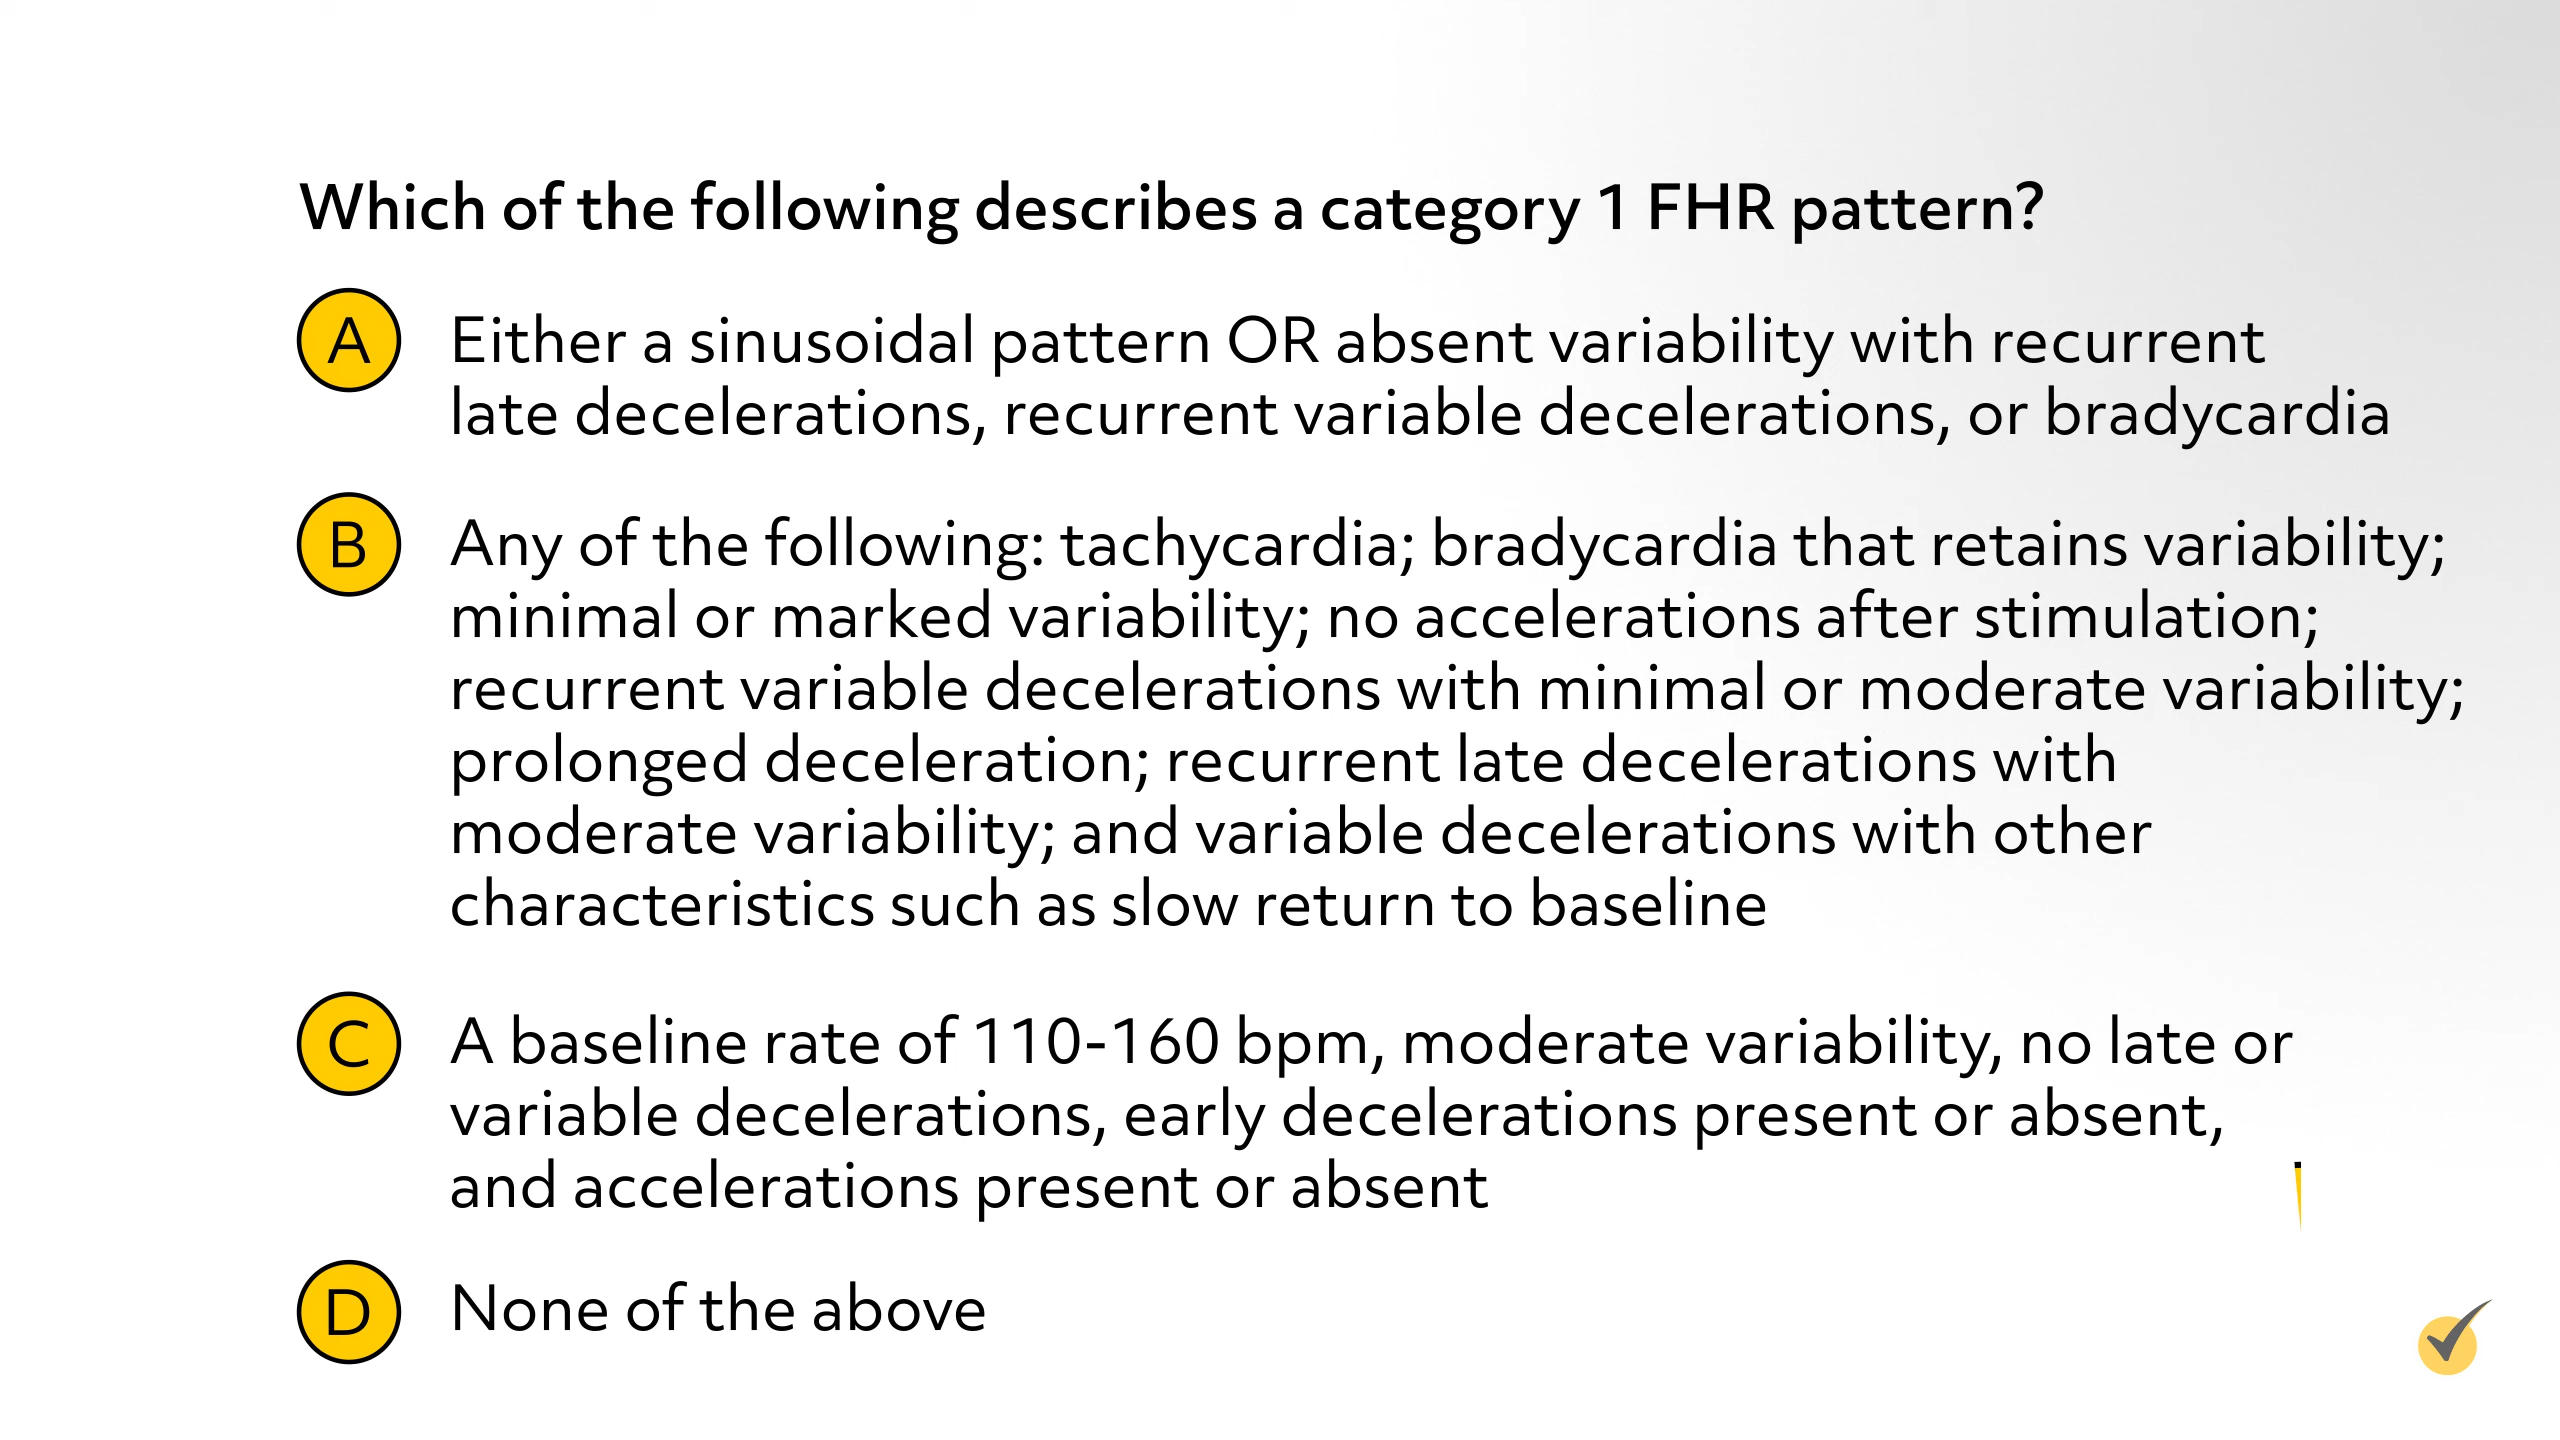 Which of the following describes a category 1 FHR pattern?
A Either a sinusoidal pattern OR absent variability with recurrent
late decelerations, recurrent variable decelerations, or bradycardia
B Any of the following: tachycardia; bradycardia that retains variability;
minimal or marked variability; no accelerations after stimulation;
recurrent variable decelerations with minimal or moderate variability;
prolonged deceleration; recurrent late decelerations with
moderate variability; and variable decelerations with other
characteristics such as slow return to baseline
C A baseline rate of 110-160 bpm, moderate variability, no late or
variable decelerations, early decelerations present or absent,
and accelerations present or absent
D None of the above